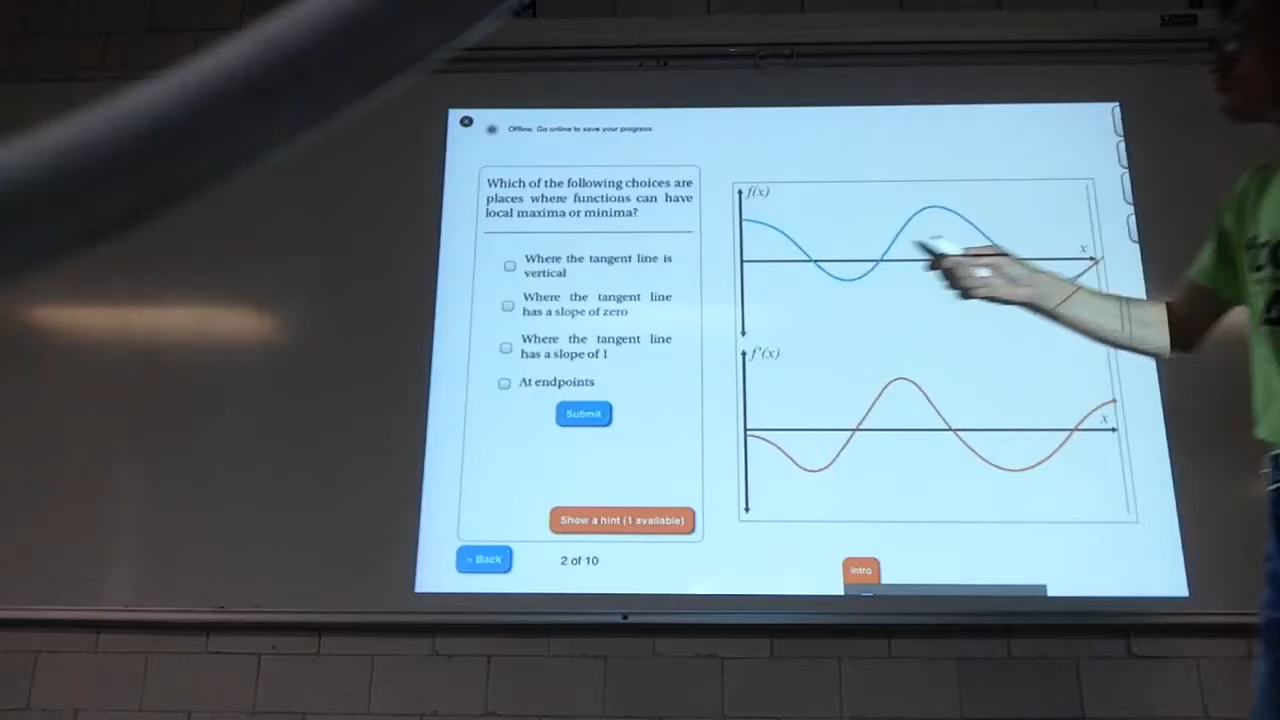 Offline. Go online to save your progress.
Which of the following choices are
places where functions can have
local maxima or minima?
Where the tangent line is
vertical
Where the tangent line
has a slope of zero
Where the tangent line
has a slope of 1
At endpoints
Submit
Show a hint (1 available)
« Back
2 of 10
f(x)
x
f'(x)
x
Intro